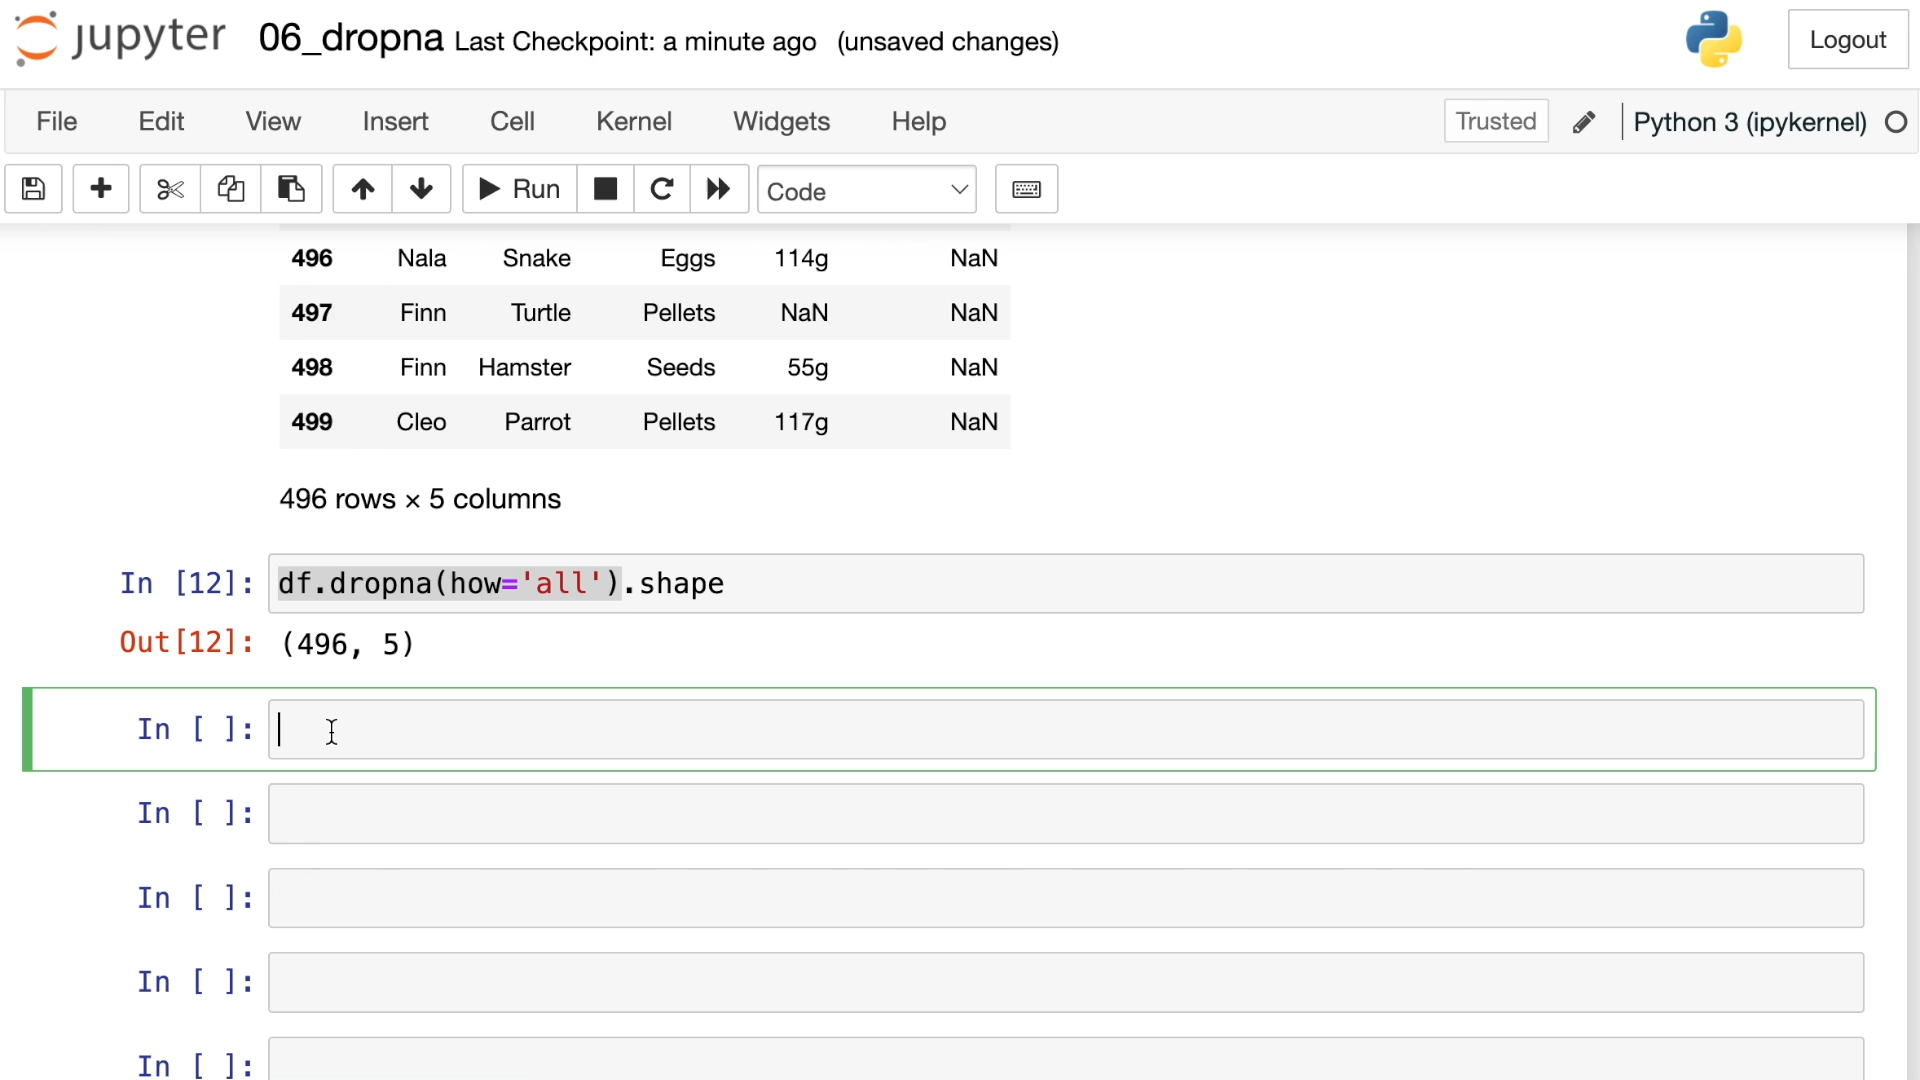 jupyter 06_dropna Last Checkpoint: a minute ago (unsaved changes) Logout
File Edit View Insert Cell Kernel Widgets Help Trusted Python 3 (ipykernel)
Run Code
496 Nala Snake Eggs 114g NaN
497 Finn Turtle Pellets NaN NaN
498 Finn Hamster Seeds 55g NaN
499 Cleo Parrot Pellets 117g NaN
496 rows × 5 columns
In [12]: df.dropna(how='all').shape
Out[12]: (496, 5)
In [ ]:
In [ ]:
In [ ]:
In [ ]:
In [ ]: